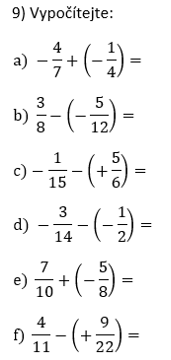 9) Vypočítejte:
a) −4/7 + (−1/4) =
b) 3/8 − (−5/12) =
c) −1/15 − (+5/6) =
d) −3/14 − (−1/2) =
e) 7/10 + (−5/8) =
f) 4/11 − (+9/22) =